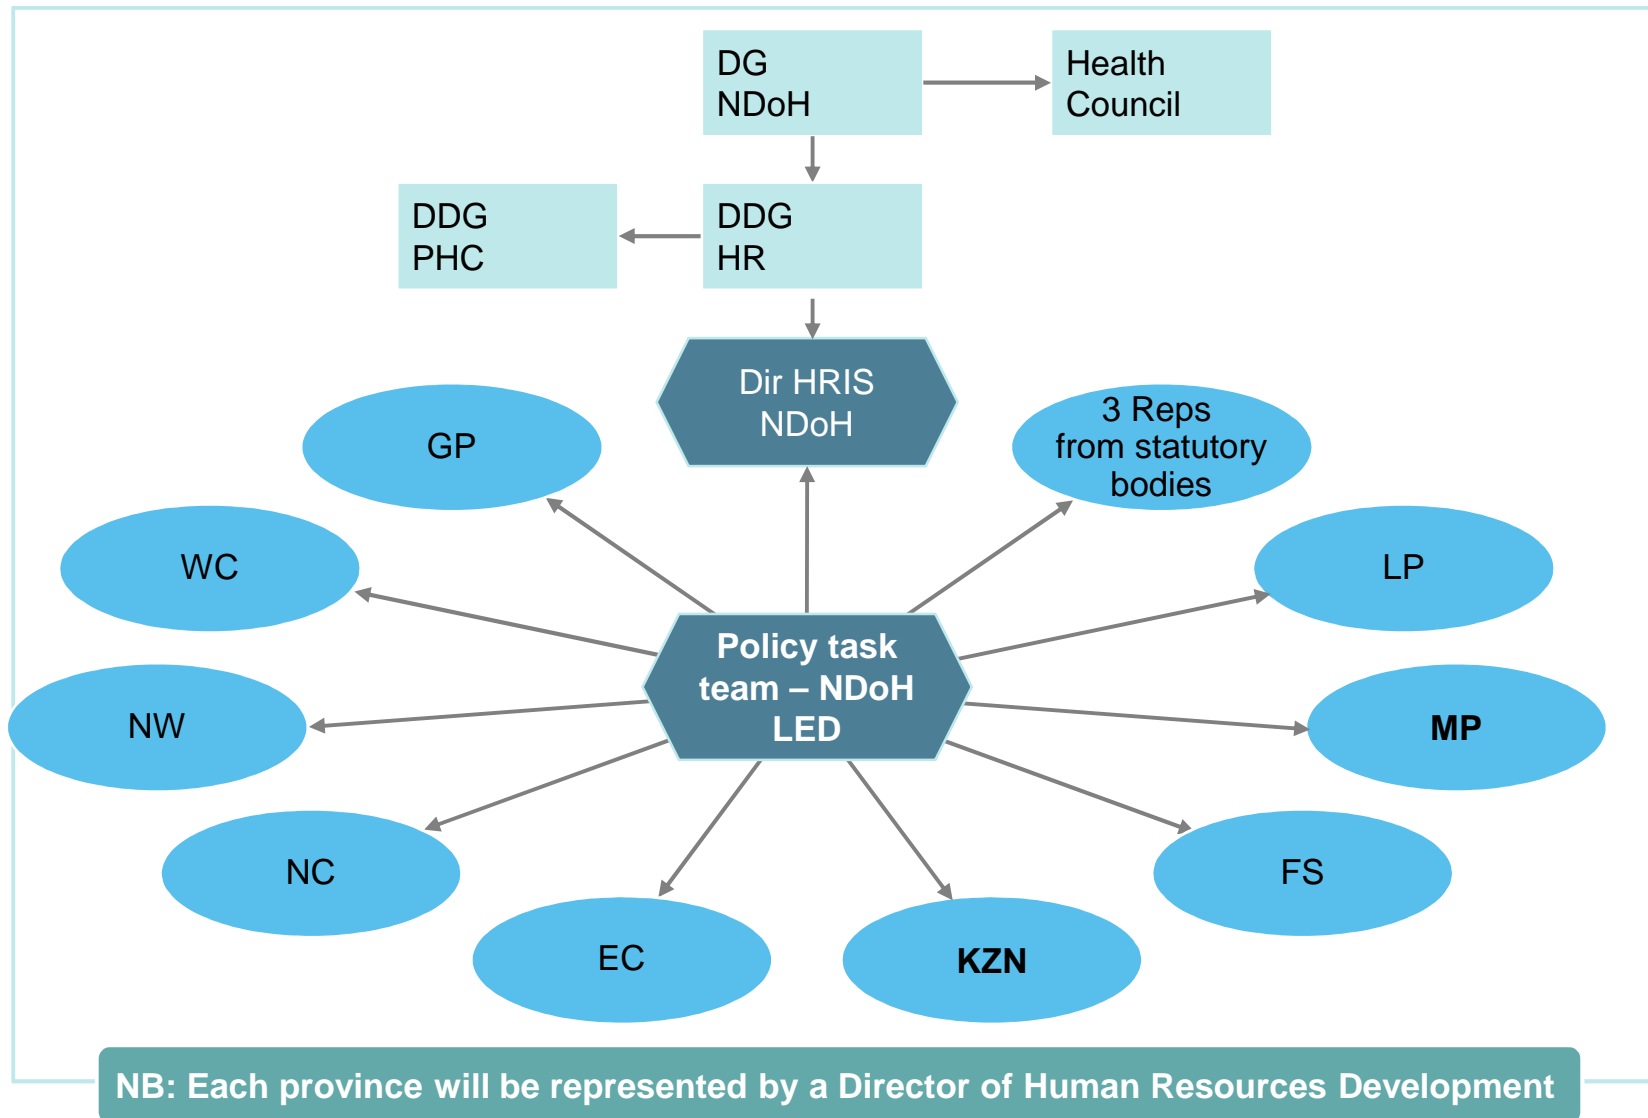 DG
NDoH
Health
Council
DDG
PHC
DDG
HR
Dir HRIS
NDoH
GP
3 Reps
from statutory
bodies
WC
LP
Policy task
team – NDoH
LED
NW
MP
NC
FS
EC
KZN
NB: Each province will be represented by a Director of Human Resources Development